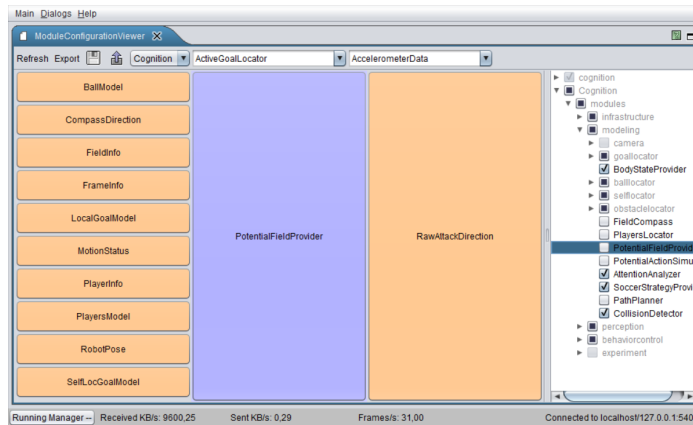 Main Dialogs Help
ModuleConfigurationViewer
Refresh Export Cognition ActiveGoalLocator AccelerometerData
BallModel
CompassDirection
FieldInfo
FrameInfo
LocalGoalModel
MotionStatus
PlayerInfo
PlayersModel
RobotPose
SelfLocGoalModel
PotentialFieldProvider
RawAttackDirection
cognition
Cognition
modules
infrastructure
modeling
camera
goallocator
BodyStateProvider
balllocator
selflocator
obstaclelocator
FieldCompass
PlayersLocator
PotentialFieldProvid
PotentialActionSimu
AttentionAnalyzer
SoccerStrategyProvi
PathPlanner
CollisionDetector
perception
behaviorcontrol
experiment
Running Manager -- Received KB/s: 9600,25 Sent KB/s: 0,29 Frames/s: 31,00 Connected to localhost/127.0.0.1:540